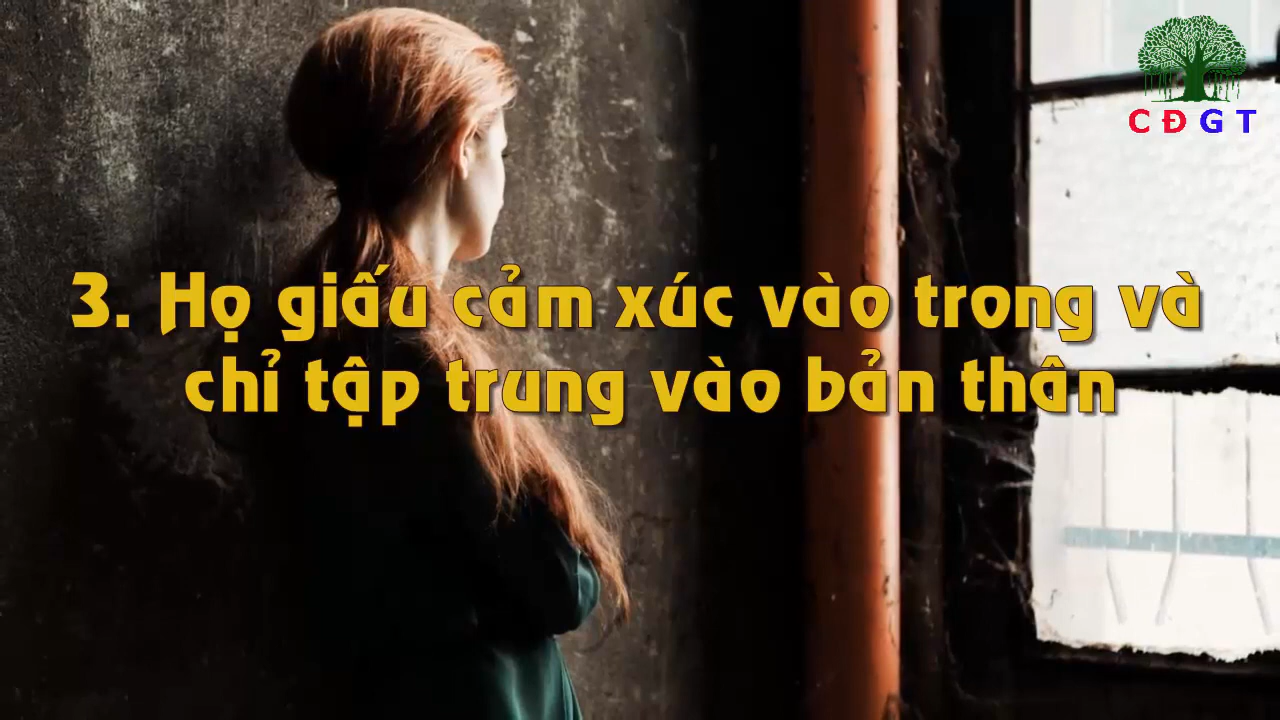 CĐGT
3. Họ giấu cảm xúc vào trong và
chỉ tập trung vào bản thân